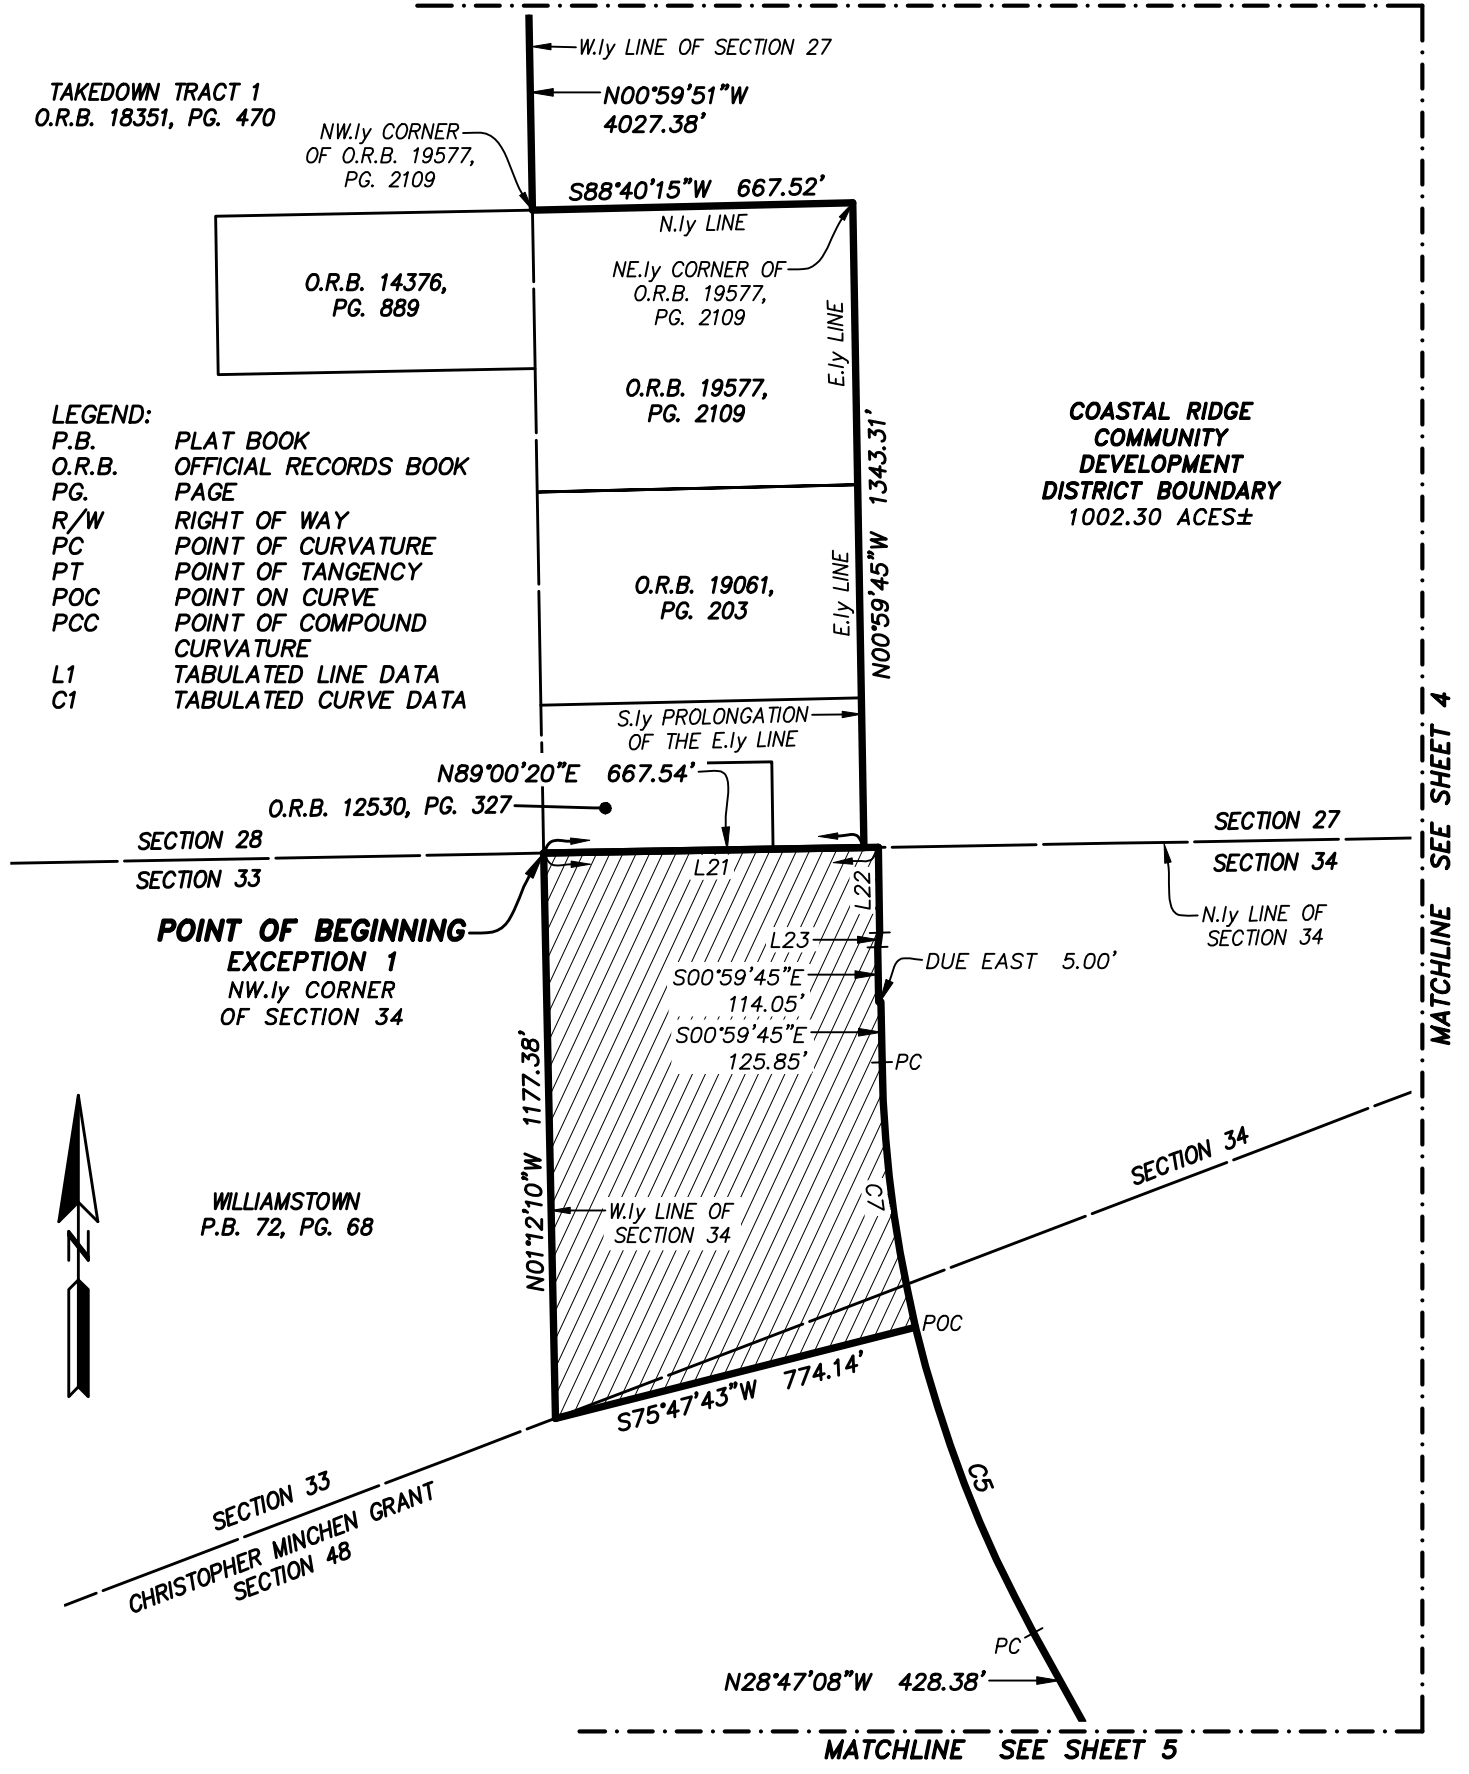 W.ly LINE OF SECTION 27
TAKEDOWN TRACT 1
O.R.B. 18351, PG. 470
N00°59'51"W
4027.38'
NW.ly CORNER
OF O.R.B. 19577,
PG. 2109
S88°40'15"W 667.52'
N.ly LINE
NE.ly CORNER OF
O.R.B. 19577,
PG. 2109
O.R.B. 14376,
PG. 889
E.ly LINE
O.R.B. 19577,
PG. 2109
N00°59'45"W 1343.31'
COASTAL RIDGE
COMMUNITY
DEVELOPMENT
DISTRICT BOUNDARY
1002.30 ACES±
LEGEND:
P.B. PLAT BOOK
O.R.B. OFFICIAL RECORDS BOOK
PG. PAGE
R/W RIGHT OF WAY
PC POINT OF CURVATURE
PT POINT OF TANGENCY
POC POINT ON CURVE
PCC POINT OF COMPOUND
CURVATURE
L1 TABULATED LINE DATA
C1 TABULATED CURVE DATA
O.R.B. 19061,
PG. 203
E.ly LINE
S.ly PROLONGATION
OF THE E.ly LINE
N89°00'20"E 667.54'
O.R.B. 12530, PG. 327
SECTION 28
SECTION 33
SECTION 27
SECTION 34
MATCHLINE SEE SHEET 4
L21
L22
POINT OF BEGINNING
EXCEPTION 1
NW.ly CORNER
OF SECTION 34
N.ly LINE OF
SECTION 34
L23
DUE EAST 5.00'
S00°59'45"E
114.05'
S00°59'45"E
125.85'
PC
N01°12'10"W 1177.38'
SECTION 34
C7
W.ly LINE OF
SECTION 34
WILLIAMSTOWN
P.B. 72, PG. 68
N
POC
S75°47'43"W 774.14'
C5
SECTION 33
CHRISTOPHER MINCHEN GRANT
SECTION 48
PC
N28°47'08"W 428.38'
MATCHLINE SEE SHEET 5